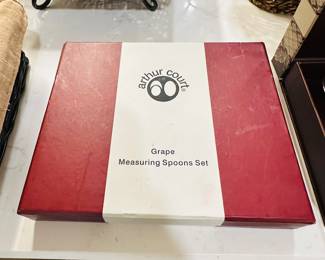 arthur court®
Grape
Measuring Spoons Set